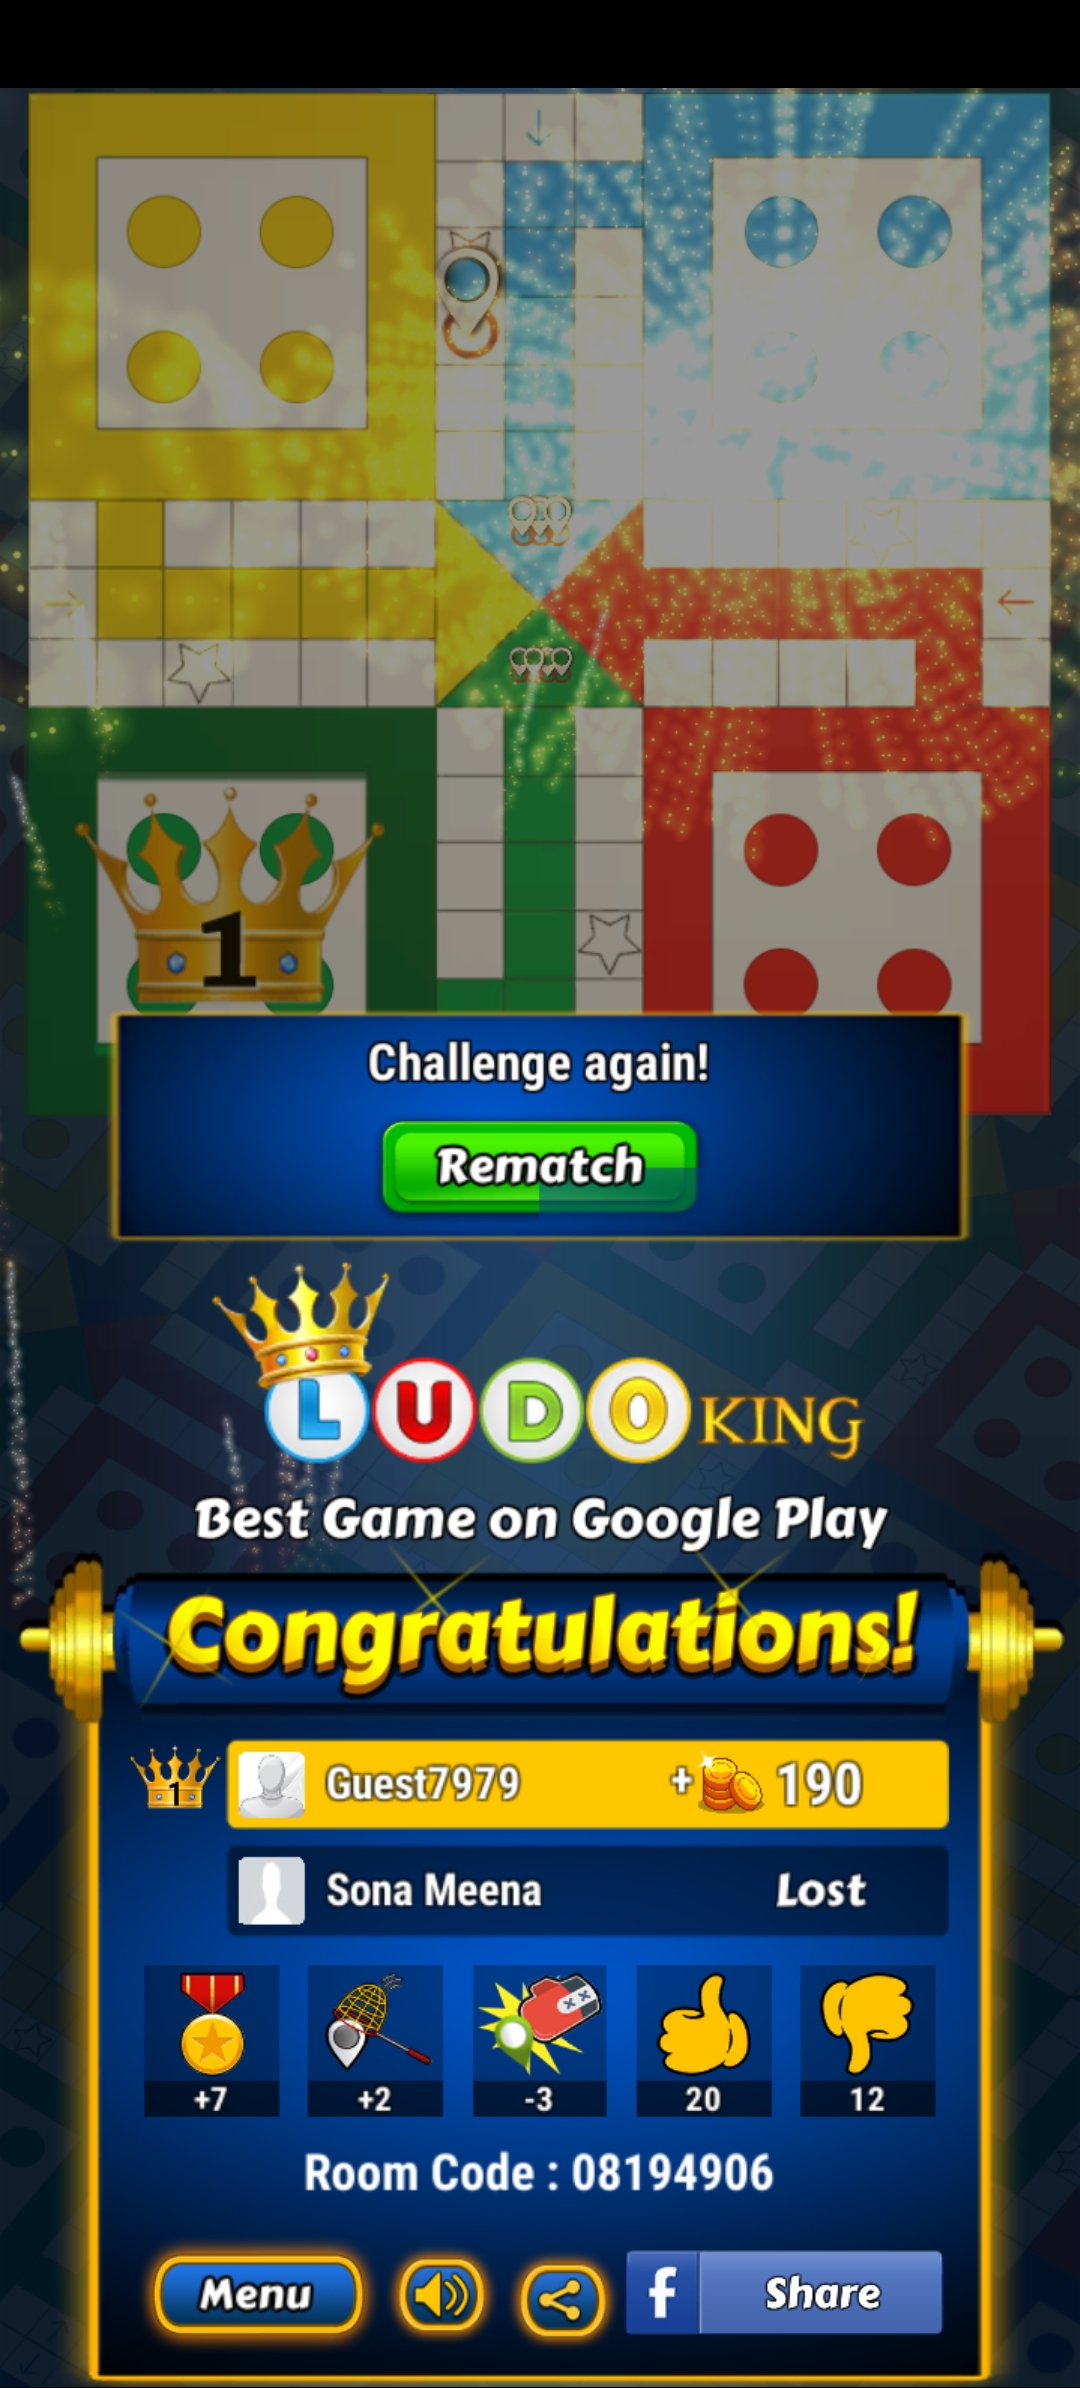 1
Challenge again!
Rematch
LUDO KING
Best Game on Google Play
Congratulations!
1 Guest7979 + 190
Sona Meena Lost
+7 +2 -3 20 12
Room Code : 08194906
Menu f Share